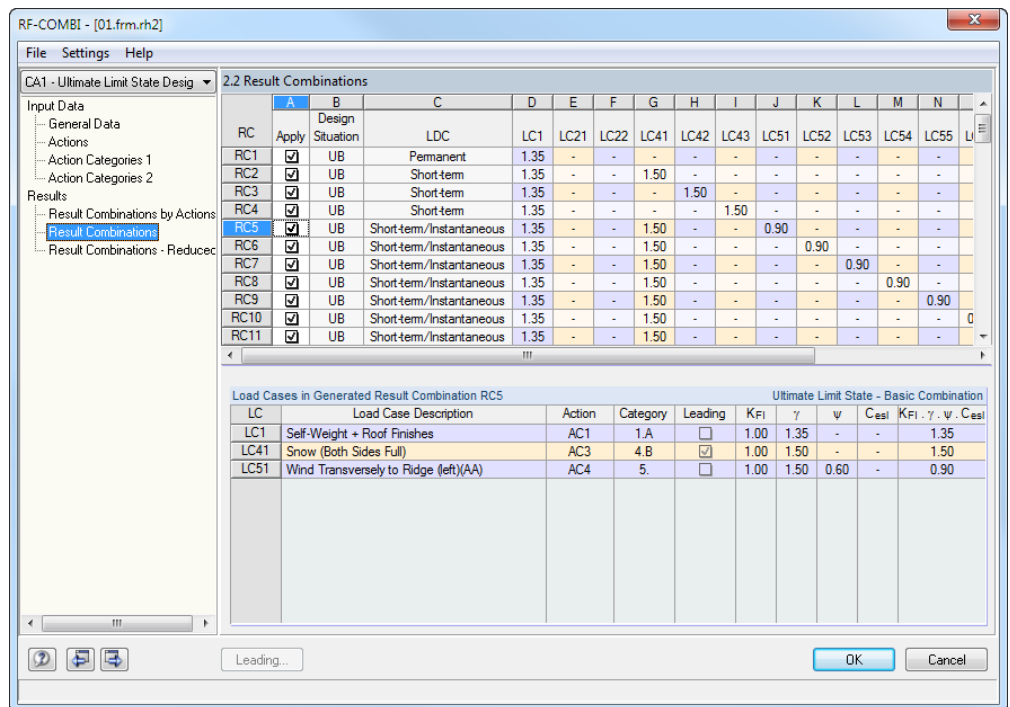 RF-COMBI - [01.frm.rh2]
File Settings Help
CA1 - Ultimate Limit State Desig
Input Data
General Data
Actions
Action Categories 1
Action Categories 2
Results
Result Combinations by Actions
Result Combinations
Result Combinations - Reduced
2.2 Result Combinations
A B C D E F G H I J K L M N
RC Apply Design Situation LDC LC1 LC21 LC22 LC41 LC42 LC43 LC51 LC52 LC53 LC54 LC55
RC1 UB Permanent 1.35 - - - - - - - - - -
RC2 UB Short-term 1.35 - - 1.50 - - - - - - -
RC3 UB Short-term 1.35 - - - 1.50 - - - - - -
RC4 UB Short-term 1.35 - - - - 1.50 - - - - -
RC5 UB Short-term/Instantaneous 1.35 - - 1.50 - - 0.90 - - - -
RC6 UB Short-term/Instantaneous 1.35 - - 1.50 - - - 0.90 - - -
RC7 UB Short-term/Instantaneous 1.35 - - 1.50 - - - - 0.90 - -
RC8 UB Short-term/Instantaneous 1.35 - - 1.50 - - - - - 0.90 -
RC9 UB Short-term/Instantaneous 1.35 - - 1.50 - - - - - - 0.90
RC10 UB Short-term/Instantaneous 1.35 - - 1.50 - - - - - - -
RC11 UB Short-term/Instantaneous 1.35 - - 1.50 - - - - - - -
Load Cases in Generated Result Combination RC5 Ultimate Limit State - Basic Combination
LC Load Case Description Action Category Leading KFI γ ψ Cesl KFI . γ . ψ . Cesl
LC1 Self-Weight + Roof Finishes AC1 1.A 1.00 1.35 - - 1.35
LC41 Snow (Both Sides Full) AC3 4.B 1.00 1.50 - - 1.50
LC51 Wind Transversely to Ridge (left)(AA) AC4 5. 1.00 1.50 0.60 - 0.90
Leading...
OK
Cancel